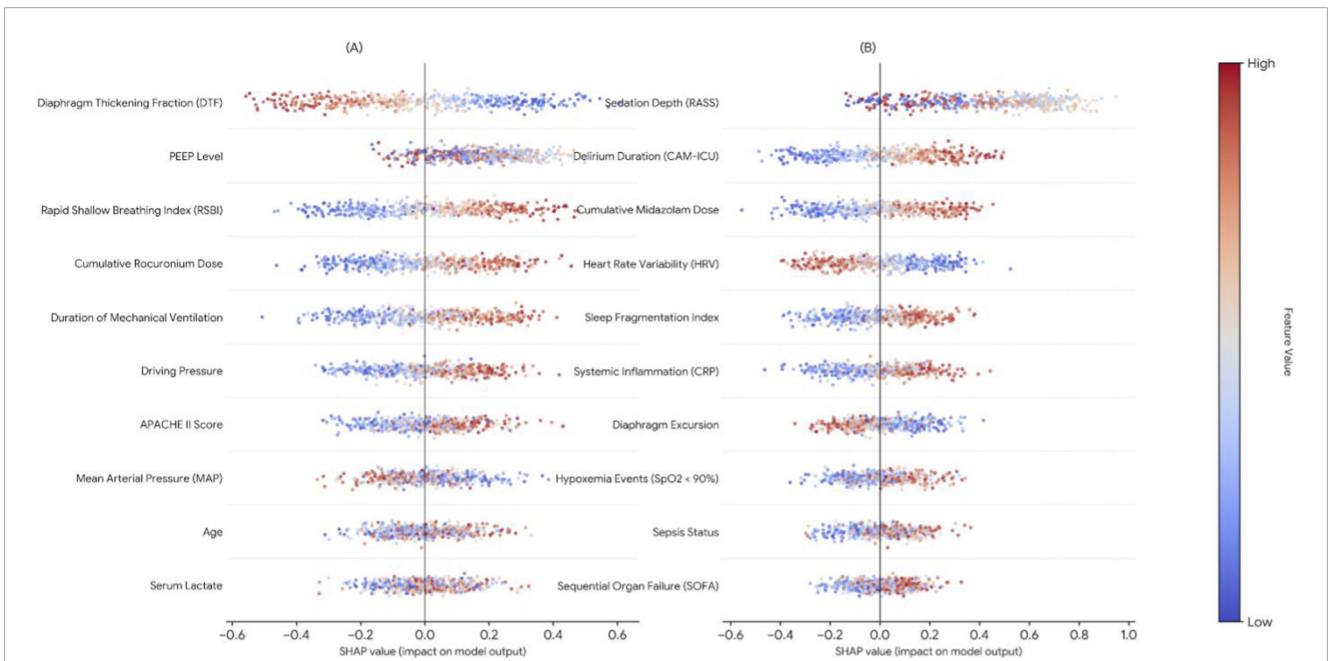 (A)
(B)
High
Diaphragm Thickening Fraction (DTF)
Sedation Depth (RASS)
PEEP Level
Delirium Duration (CAM-ICU)
Rapid Shallow Breathing Index (RSBI)
Cumulative Midazolam Dose
Cumulative Rocuronium Dose
Heart Rate Variability (HRV)
Duration of Mechanical Ventilation
Sleep Fragmentation Index
Feature Value
Driving Pressure
Systemic Inflammation (CRP)
APACHE II Score
Diaphragm Excursion
Mean Arterial Pressure (MAP)
Hypoxemia Events (SpO2 < 90%)
Age
Sepsis Status
Serum Lactate
Sequential Organ Failure (SOFA)
Low
−0.6 −0.4 −0.2 0.0 0.2 0.4 0.6
−0.6 −0.4 −0.2 0.0 0.2 0.4 0.6 0.8 1.0
SHAP value (impact on model output)
SHAP value (impact on model output)